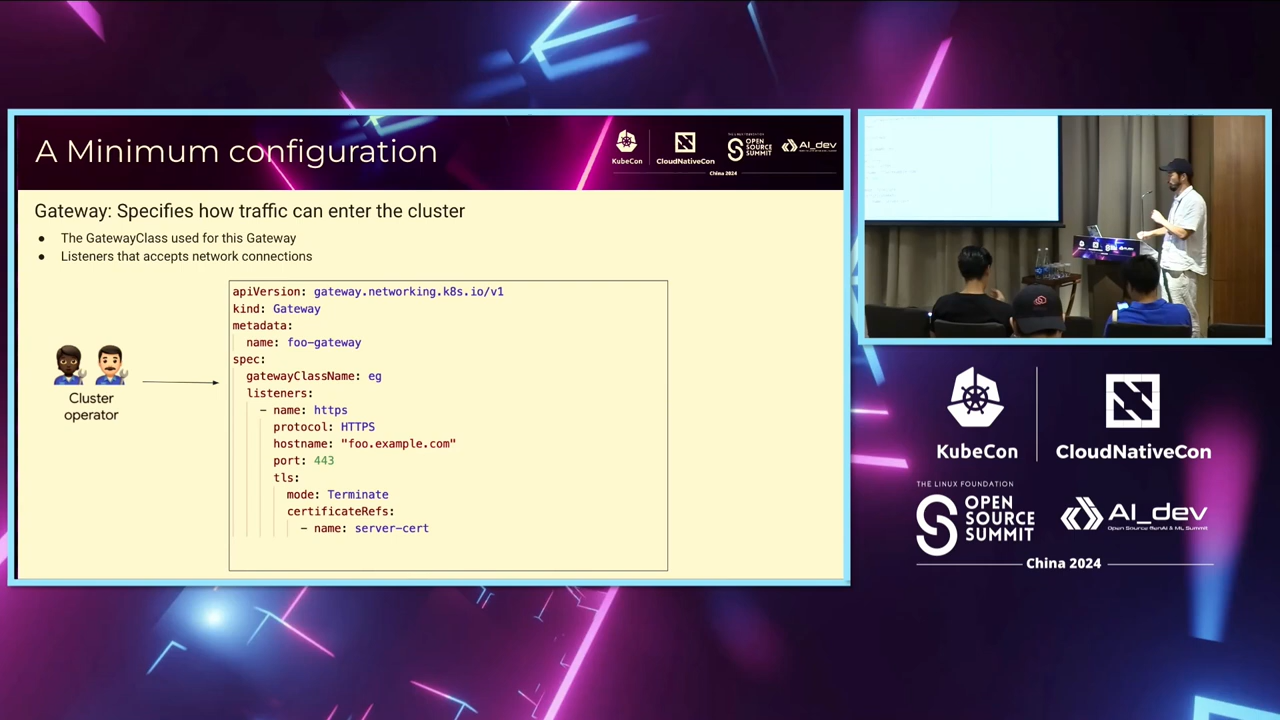 A Minimum configuration
KubeCon
CloudNativeCon
THE LINUX FOUNDATION
OPEN
SOURCE
SUMMIT
AI_dev
China 2024
Gateway: Specifies how traffic can enter the cluster
● The GatewayClass used for this Gateway
● Listeners that accepts network connections
Cluster
operator
apiVersion: gateway.networking.k8s.io/v1
kind: Gateway
metadata:
  name: foo-gateway
spec:
  gatewayClassName: eg
  listeners:
    - name: https
      protocol: HTTPS
      hostname: "foo.example.com"
      port: 443
      tls:
        mode: Terminate
        certificateRefs:
          - name: server-cert
KubeCon
CloudNativeCon
THE LINUX FOUNDATION
OPEN
SOURCE
SUMMIT
AI_dev
Open Source GenAI & ML Summit
China 2024